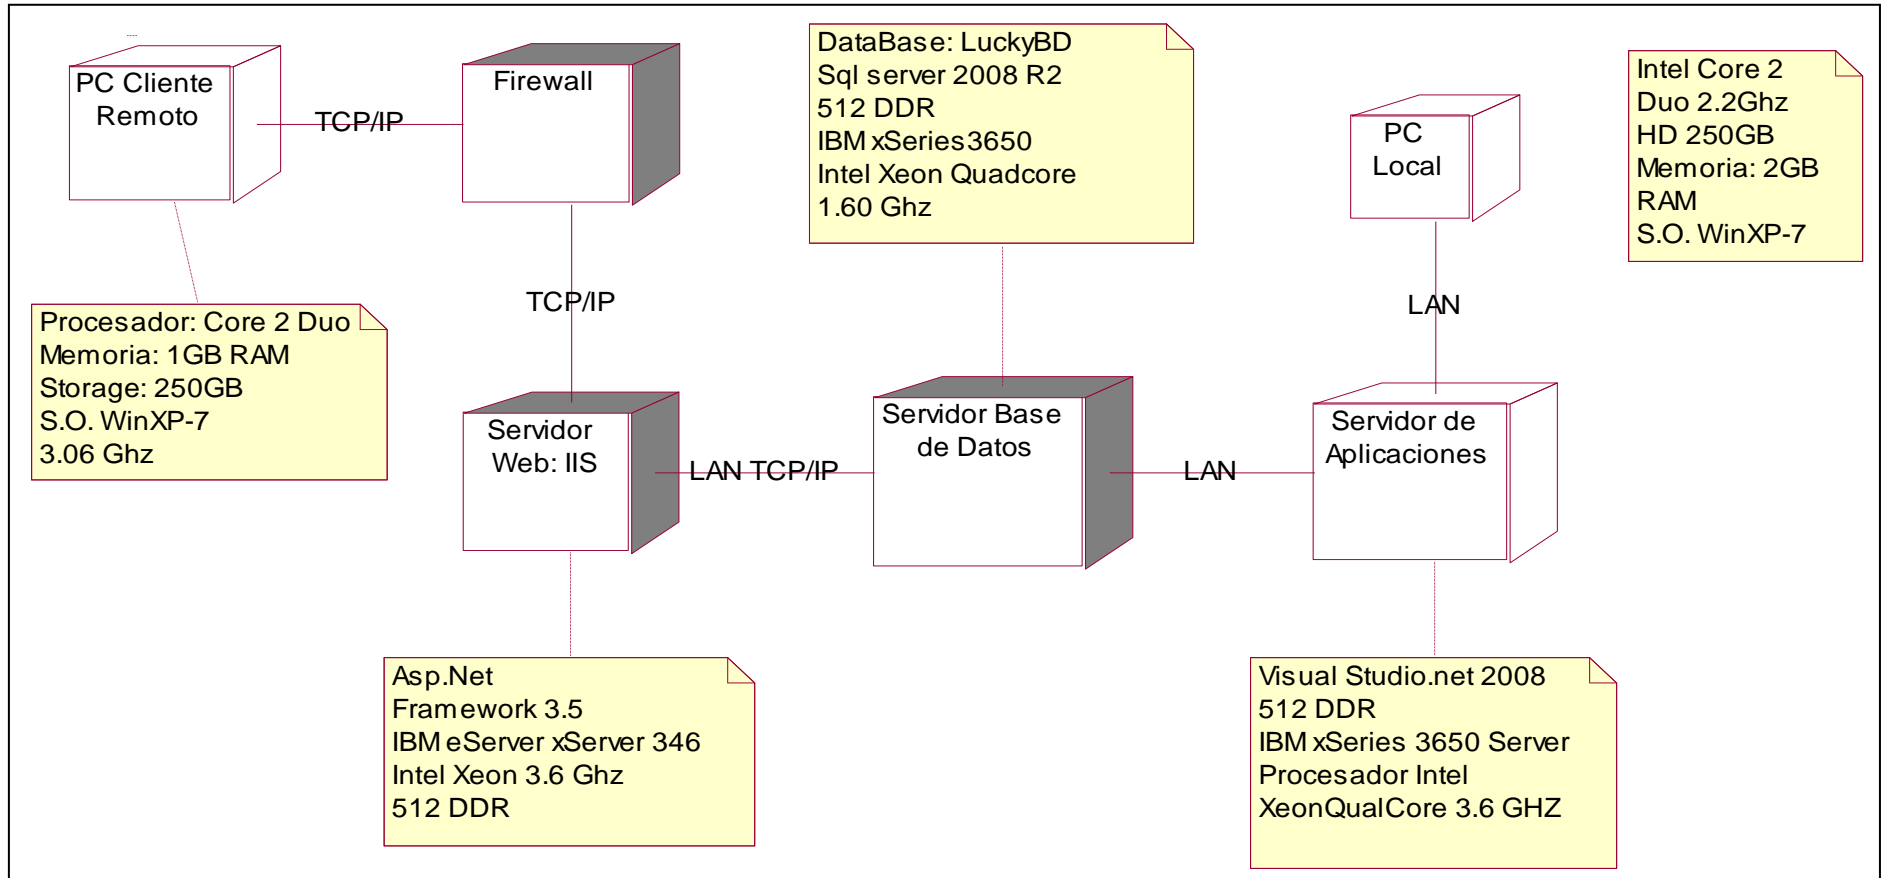 PC Cliente
Remoto
TCP/IP
Firewall
DataBase: LuckyBD
Sql server 2008 R2
512 DDR
IBM xSeries3650
Intel Xeon Quadcore
1.60 Ghz
PC
Local
Intel Core 2
Duo 2.2Ghz
HD 250GB
Memoria: 2GB
RAM
S.O. WinXP-7
Procesador: Core 2 Duo
Memoria: 1GB RAM
Storage: 250GB
S.O. WinXP-7
3.06 Ghz
TCP/IP
LAN
Servidor
Web: IIS
LAN TCP/IP
Servidor Base
de Datos
LAN
Servidor de
Aplicaciones
Asp.Net
Framework 3.5
IBM eServer xServer 346
Intel Xeon 3.6 Ghz
512 DDR
Visual Studio.net 2008
512 DDR
IBM xSeries 3650 Server
Procesador Intel
XeonQualCore 3.6 GHZ